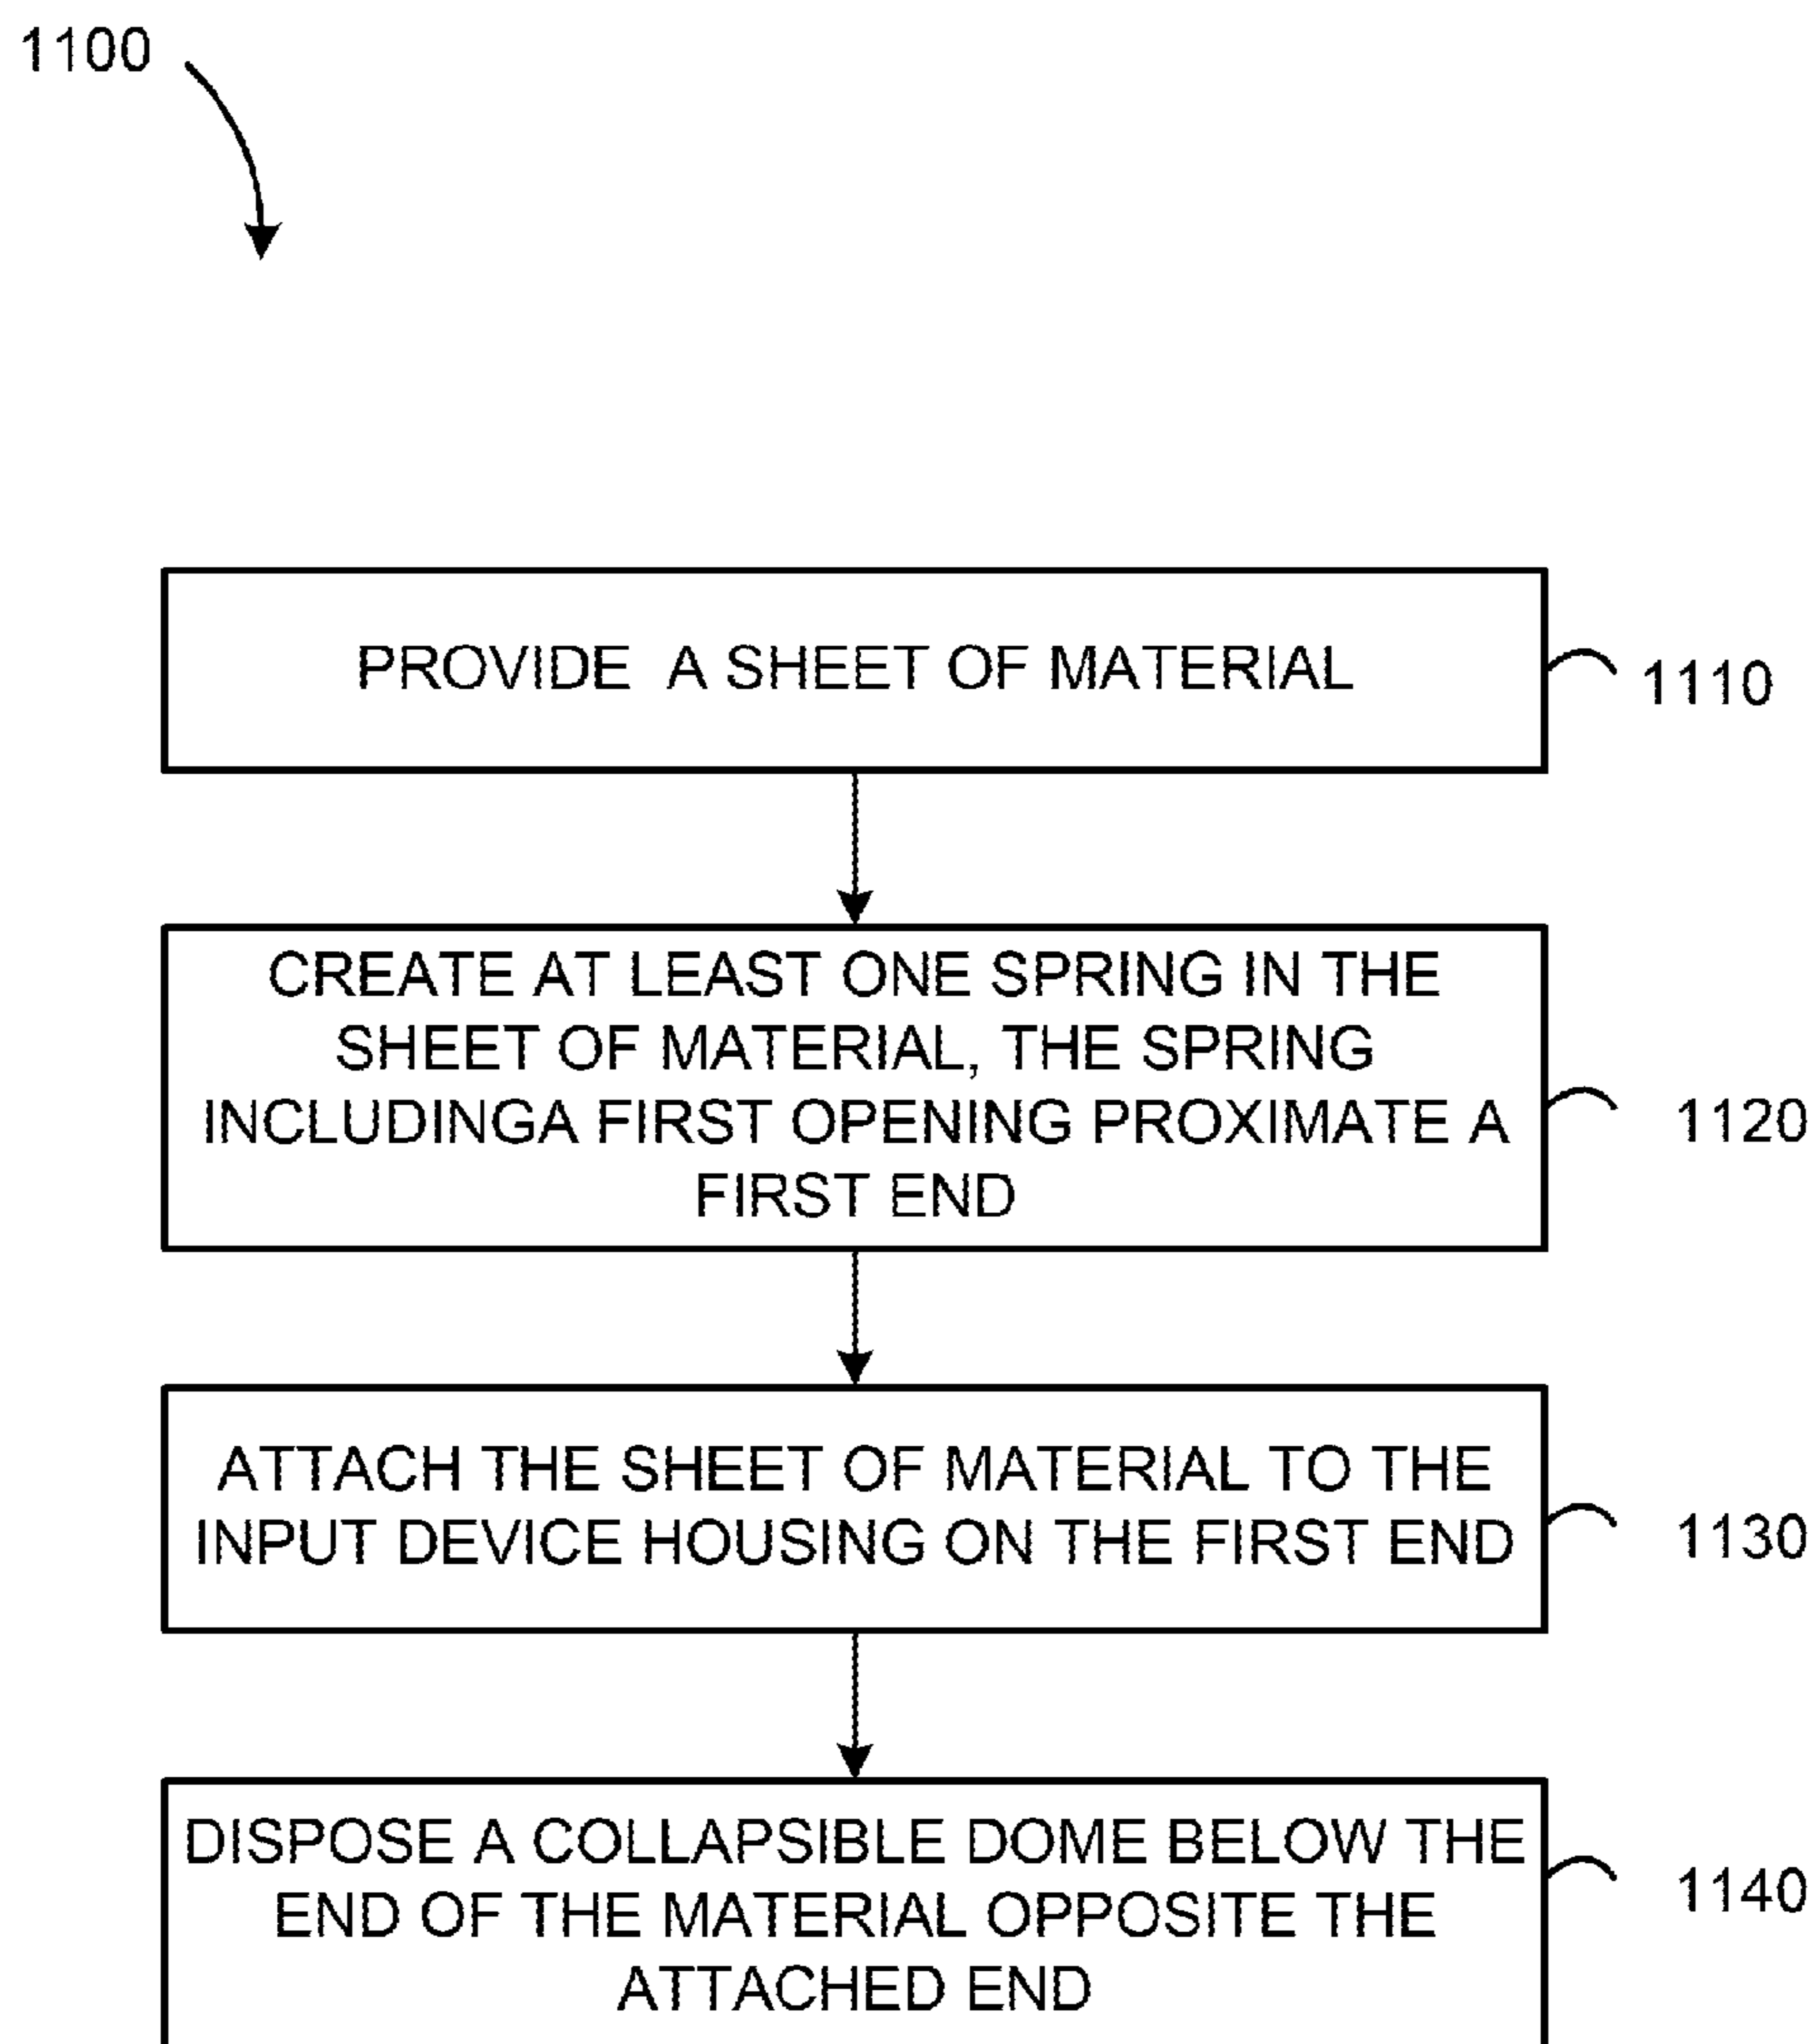 1100
PROVIDE A SHEET OF MATERIAL
1110
CREATE AT LEAST ONE SPRING IN THE
SHEET OF MATERIAL, THE SPRING
INCLUDINGA FIRST OPENING PROXIMATE A
FIRST END
1120
ATTACH THE SHEET OF MATERIAL TO THE
INPUT DEVICE HOUSING ON THE FIRST END
1130
DISPOSE A COLLAPSIBLE DOME BELOW THE
END OF THE MATERIAL OPPOSITE THE
ATTACHED END
1140